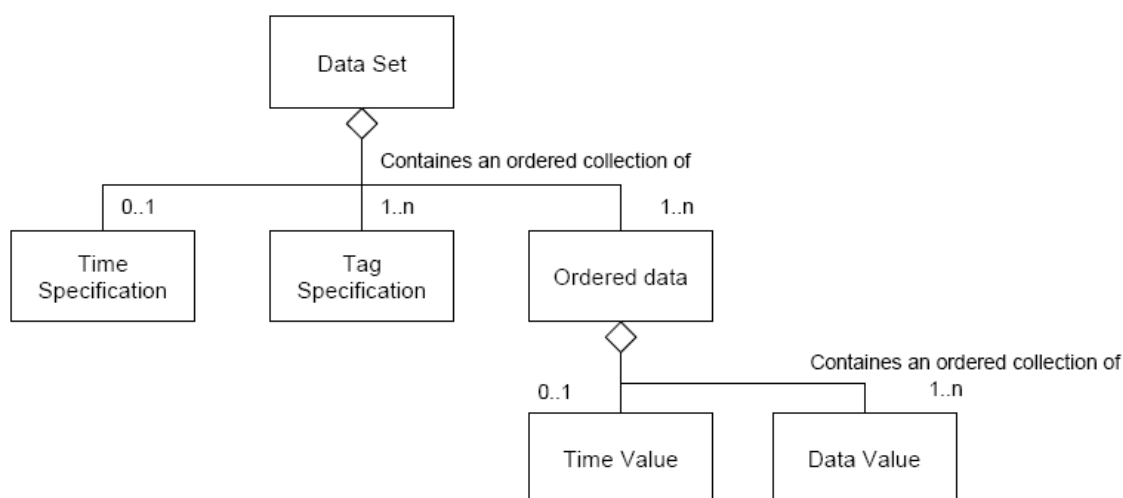 Data Set
Containes an ordered collection of
0..1
1..n
1..n
Time
Specification
Tag
Specification
Ordered data
Containes an ordered collection of
0..1
1..n
Time Value
Data Value